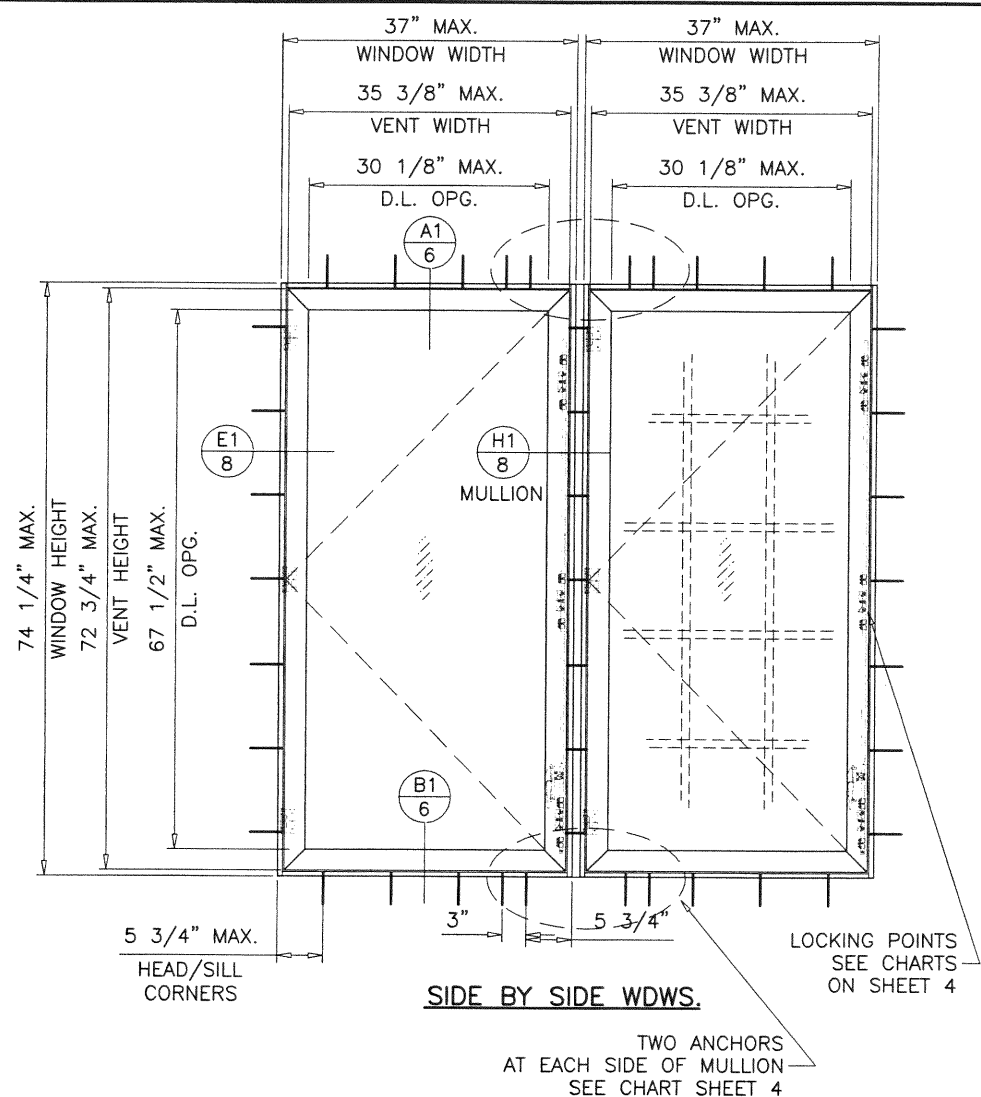 37” MAX.
WINDOW WIDTH
37” MAX.
WINDOW WIDTH
35 3/8” MAX.
VENT WIDTH
35 3/8” MAX.
VENT WIDTH
30 1/8” MAX.
D.L. OPG.
30 1/8” MAX.
D.L. OPG.
A1
6
E1
8
H1
8
MULLION
74 1/4” MAX.
WINDOW HEIGHT
72 3/4” MAX.
VENT HEIGHT
67 1/2” MAX.
D.L. OPG.
B1
6
3”
5 3/4”
5 3/4” MAX.
HEAD/SILL
CORNERS
LOCKING POINTS
SEE CHARTS
ON SHEET 4
SIDE BY SIDE WDWS.
TWO ANCHORS
AT EACH SIDE OF MULLION
SEE CHART SHEET 4